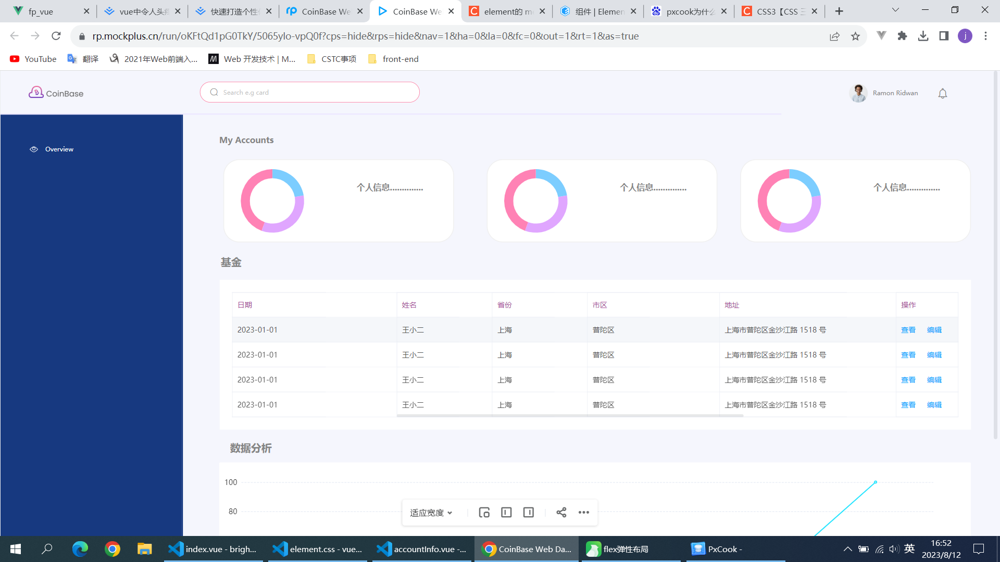 fp_vue
vue中令人头疼
快速打造个性
CoinBase We
CoinBase We
element的 m
组件 | Elemen
pxcook为什么
CSS3【CSS 三
rp.mockplus.cn/run/oKFtQd1pG0TkY/5065ylo-vpQ0f?cps=hide&rps=hide&nav=1&ha=0&la=0&fc=0&out=1&rt=1&as=true
j
YouTube
翻译
2021年Web前端入...
Web 开发技术 | M...
CSTC事项
front-end
CoinBase
Search e.g card
Ramon Ridwan
Overview
My Accounts
个人信息..............
个人信息..............
个人信息..............
基金
日期 姓名 省份 市区 地址 操作
2023-01-01 王小二 上海 普陀区 上海市普陀区金沙江路 1518 号 查看 编辑
2023-01-01 王小二 上海 普陀区 上海市普陀区金沙江路 1518 号 查看 编辑
2023-01-01 王小二 上海 普陀区 上海市普陀区金沙江路 1518 号 查看 编辑
2023-01-01 王小二 上海 普陀区 上海市普陀区金沙江路 1518 号 查看 编辑
数据分析
100
80
适应宽度
index.vue - brigh...
element.css - vue...
accountInfo.vue -...
CoinBase Web Da...
flex弹性布局
PxCook -
英
16:52
2023/8/12